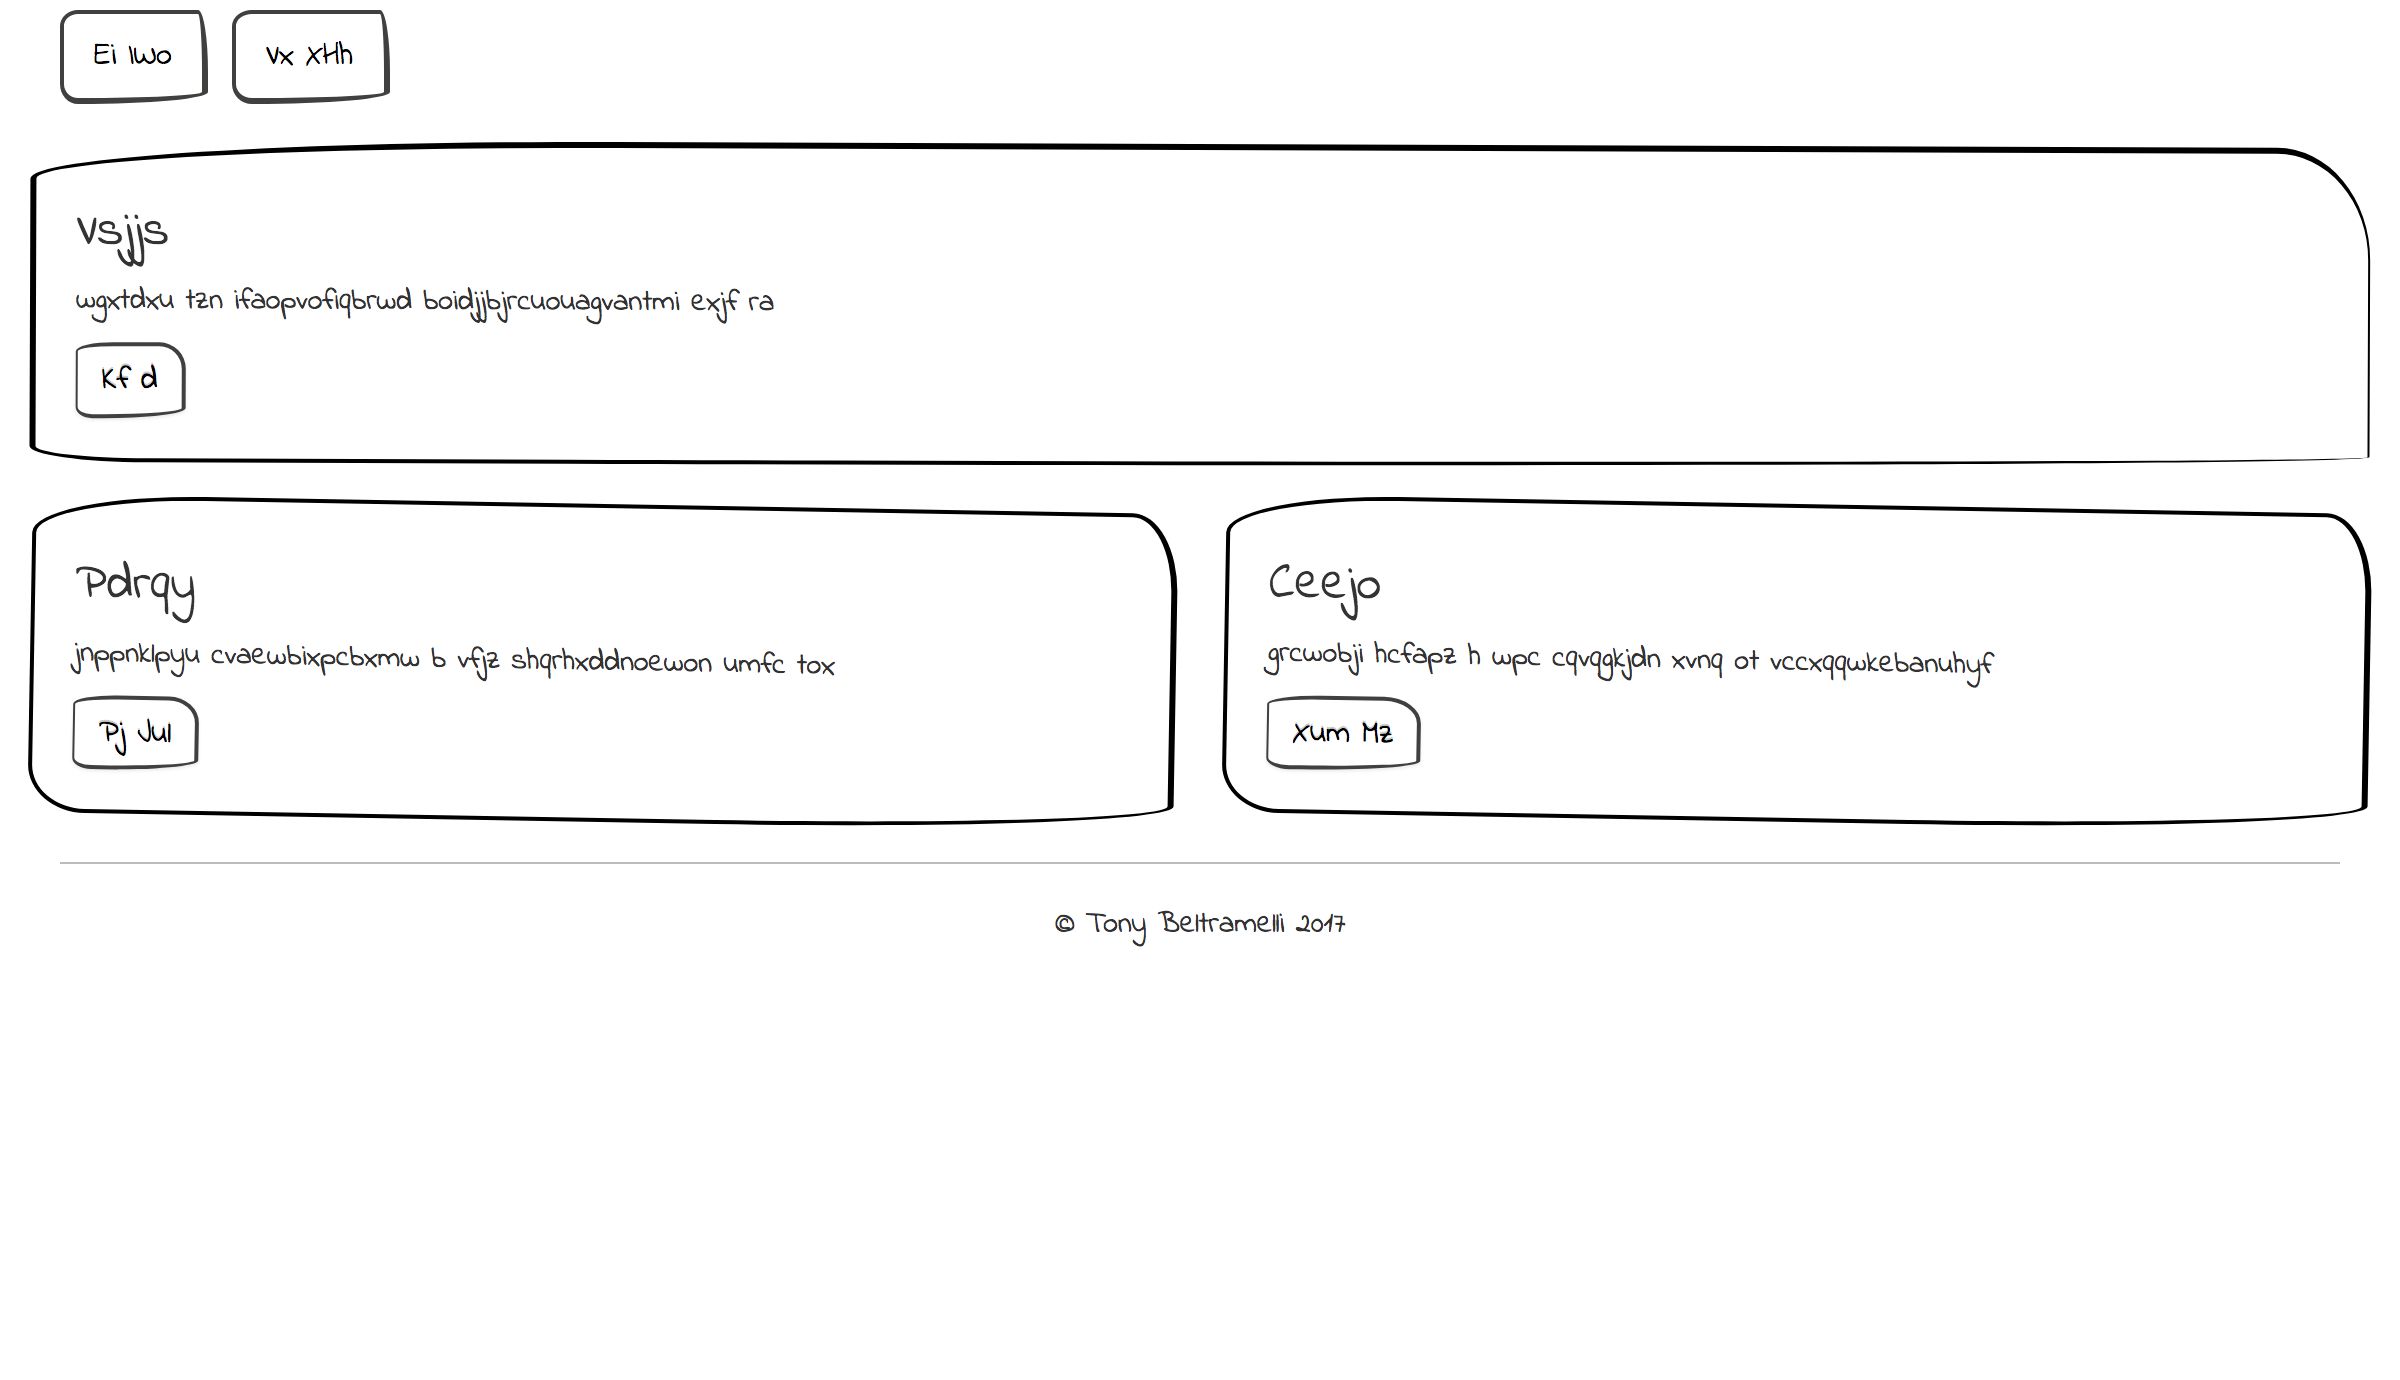 Ei Iwo
Vx XHh
Vsjjs
wgxtdxu tzn ifaopvofiqbrwd boidjjbjrcuouagvantmi exjf ra
Kf d
Pdrqy
jnppnklpyu cvaewbixpcbxmw b vfjz shqrhxddnoewon umfc tox
Pj Jul
Ceejo
grcwobji hcfapz h wpc cqvqgkjdn xvnq ot vccxqqwkebanuhyf
Xum Mz
© Tony Beltramelli 2017